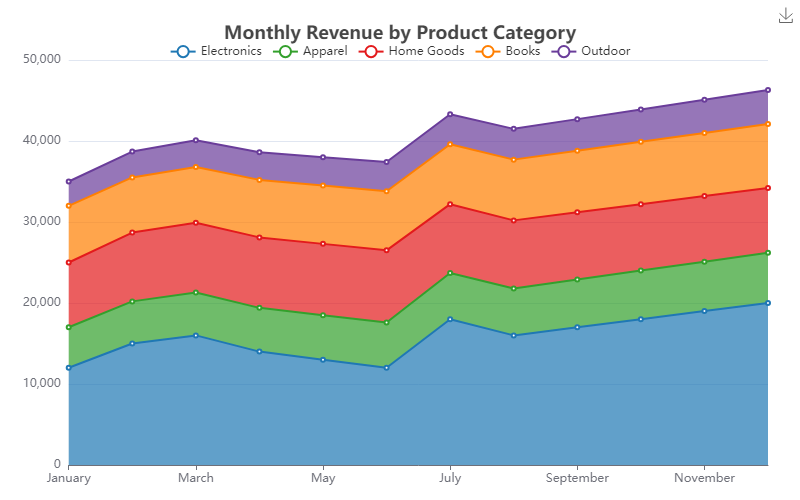 Monthly Revenue by Product Category
Electronics Apparel Home Goods Books Outdoor
50,000
40,000
30,000
20,000
10,000
0
January March May July September November